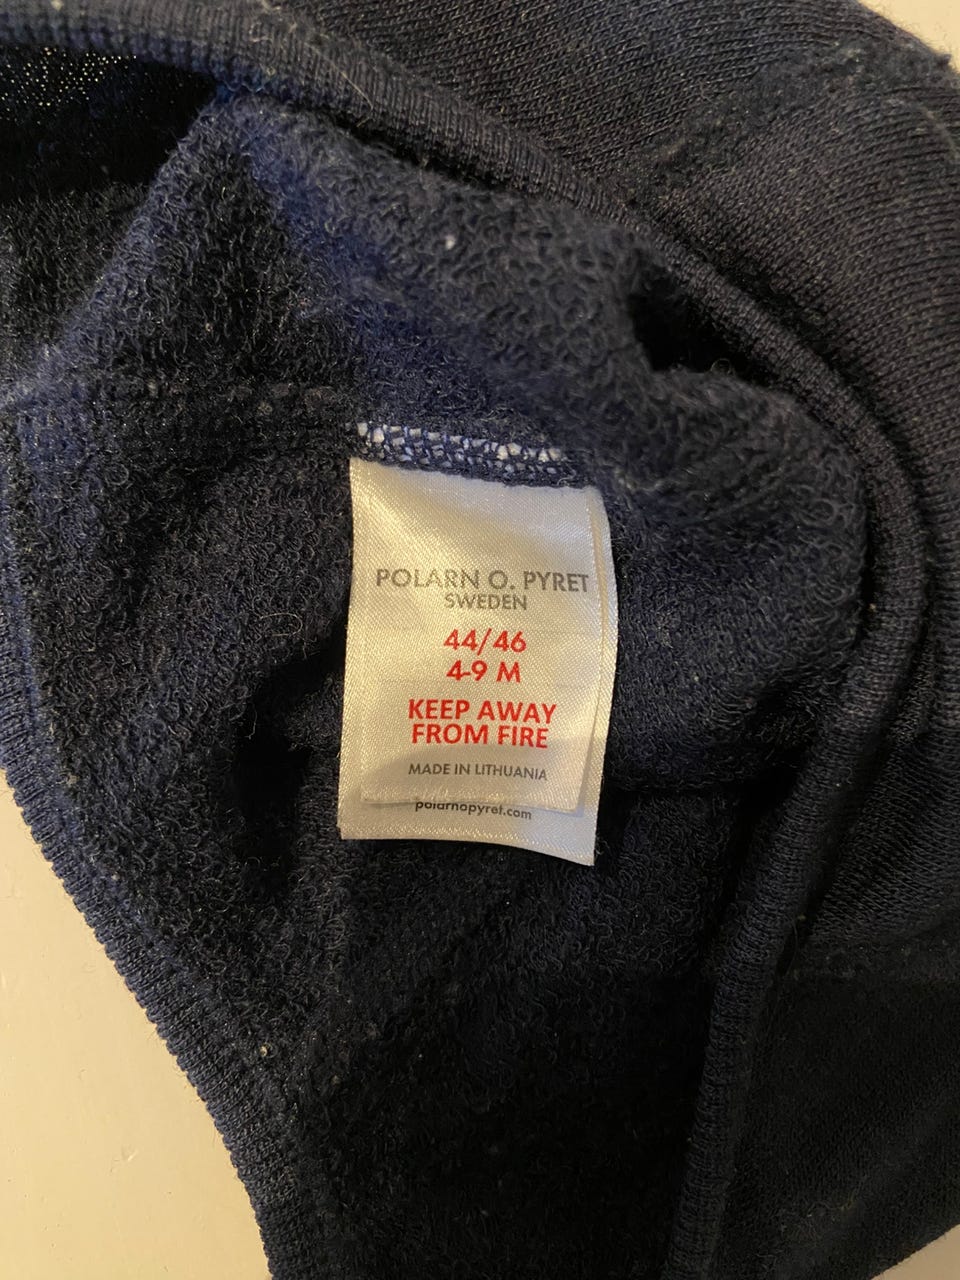 POLARN O. PYRET
SWEDEN
44/46
4-9 M
KEEP AWAY
FROM FIRE
MADE IN LITHUANIA
polarnopyret.com